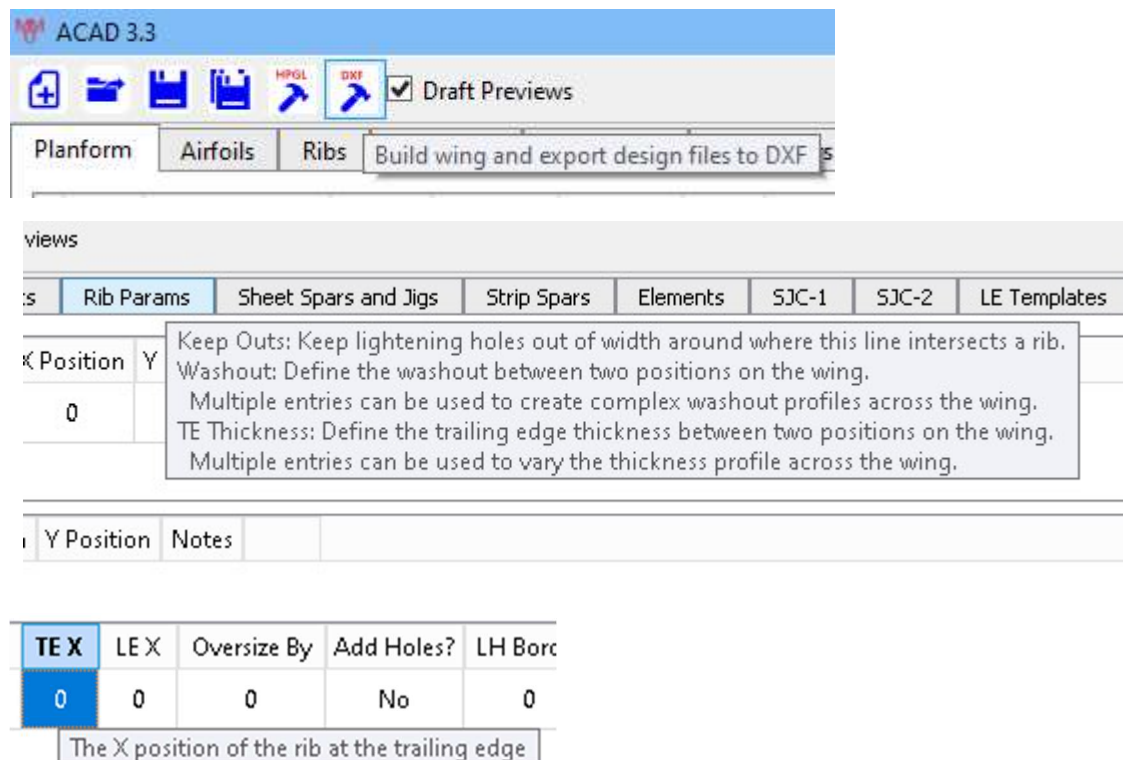 ACAD 3.3
HPGL DXF Draft Previews
Planform Airfoils Ribs
Build wing and export design files to DXF
views
Rib Params Sheet Spars and Jigs Strip Spars Elements SJC-1 SJC-2 LE Templates
Keep Outs: Keep lightening holes out of width around where this line intersects a rib.
X Position Y
Washout: Define the washout between two positions on the wing.
0 Multiple entries can be used to create complex washout profiles across the wing.
TE Thickness: Define the trailing edge thickness between two positions on the wing.
Multiple entries can be used to vary the thickness profile across the wing.
Y Position Notes
TE X LE X Oversize By Add Holes? LH Bord
0 0 0 No 0
The X position of the rib at the trailing edge